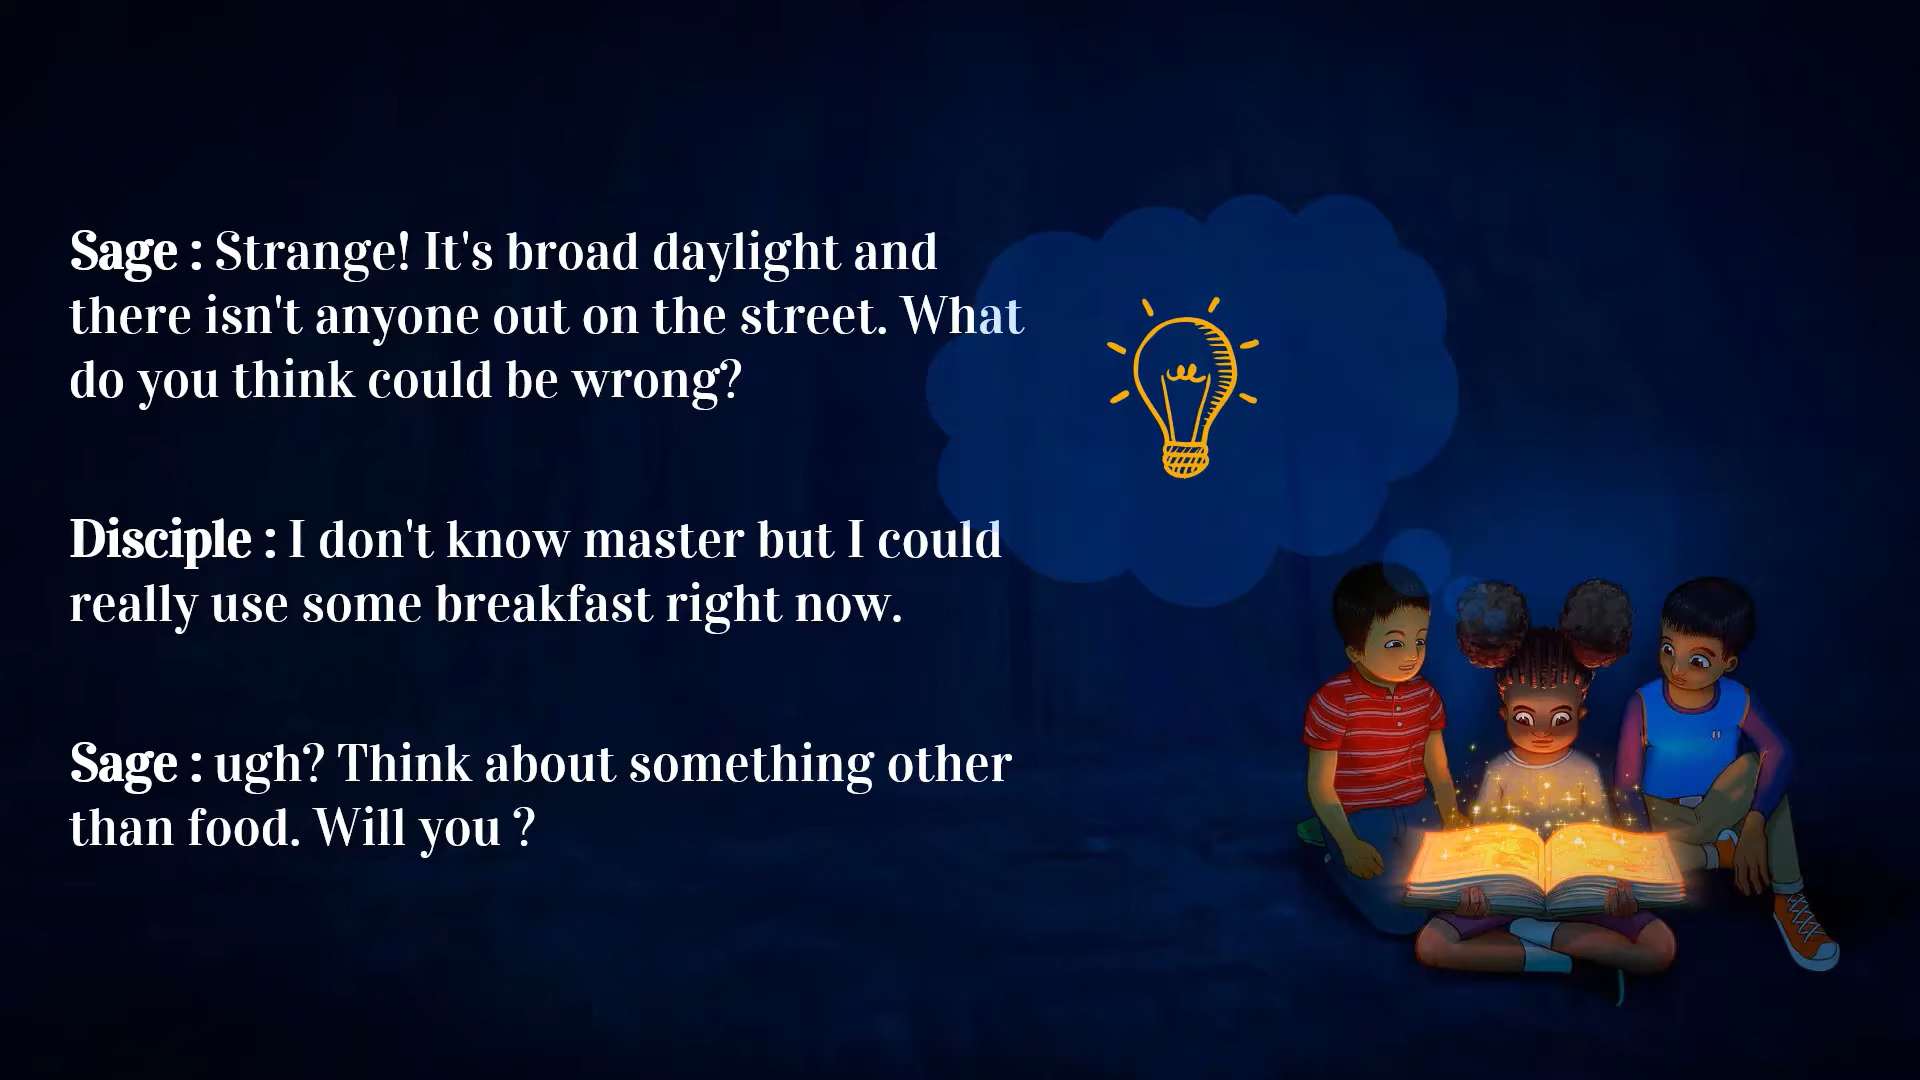 Sage : Strange! It's broad daylight and
there isn't anyone out on the street. What
do you think could be wrong?
Disciple : I don't know master but I could
really use some breakfast right now.
Sage : ugh? Think about something other
than food. Will you ?